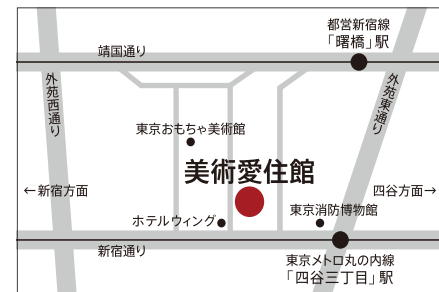 都営新宿線
「曙橋」駅
靖国通り
外苑西通り
外苑東通り
東京おもちゃ美術館
美術愛住館
←新宿方面
四谷方面→
東京消防博物館
ホテルウィング
新宿通り
東京メトロ丸の内線
「四谷三丁目」駅